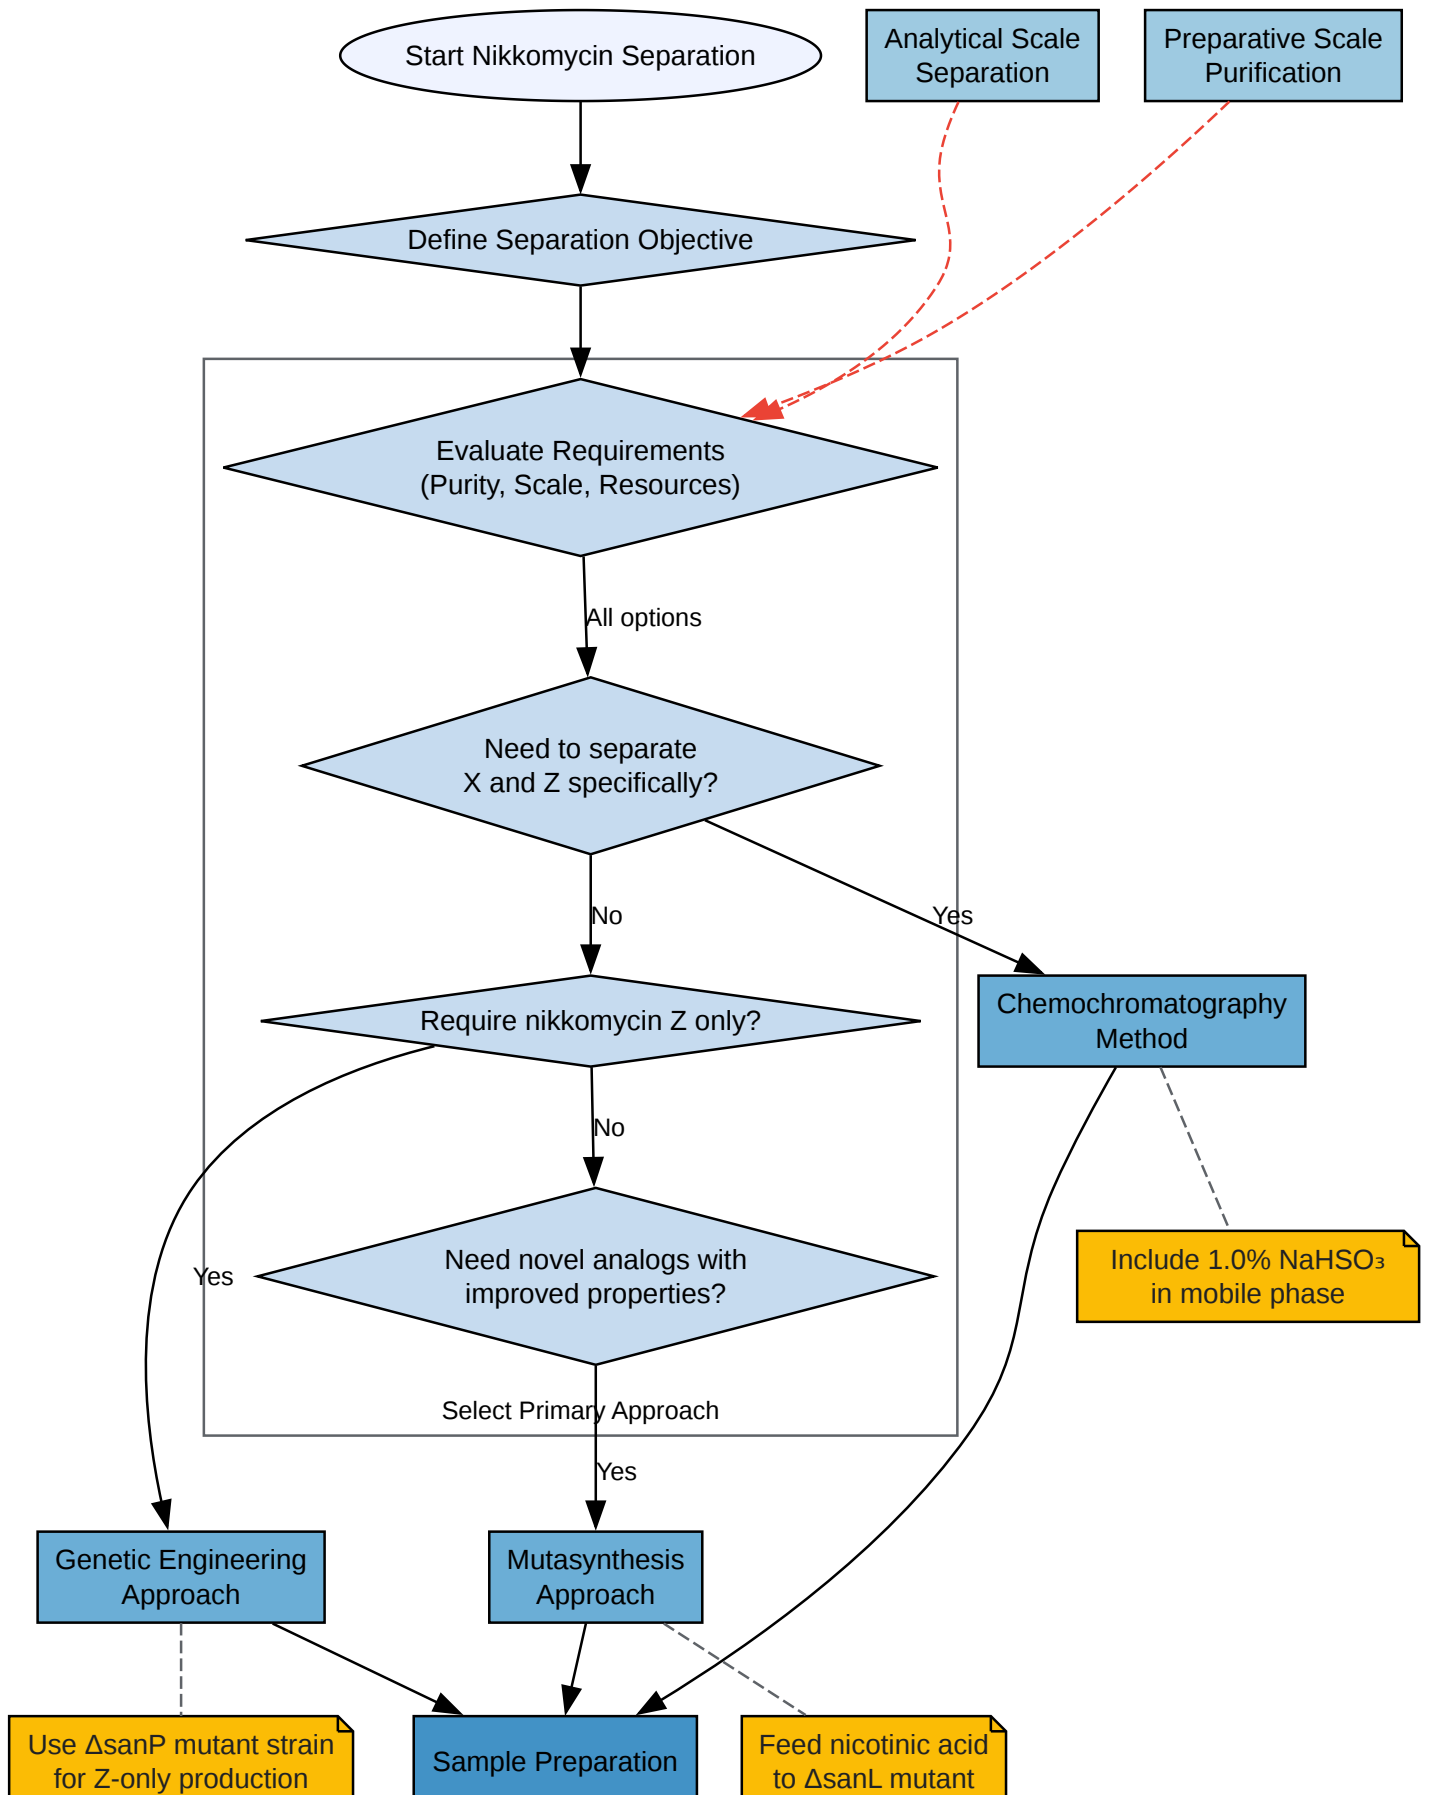 Start Nikkomycin Separation
Analytical Scale
Separation
Preparative Scale
Purification
Define Separation Objective
Evaluate Requirements
(Purity, Scale, Resources)
All options
Need to separate
X and Z specifically?
No
Yes
Require nikkomycin Z only?
Chemochromatography
Method
No
Yes
Need novel analogs with
improved properties?
Include 1.0% NaHSO₃
in mobile phase
Select Primary Approach
Yes
Genetic Engineering
Approach
Mutasynthesis
Approach
Use ΔsanP mutant strain
for Z-only production
Sample Preparation
Feed nicotinic acid
to ΔsanL mutant